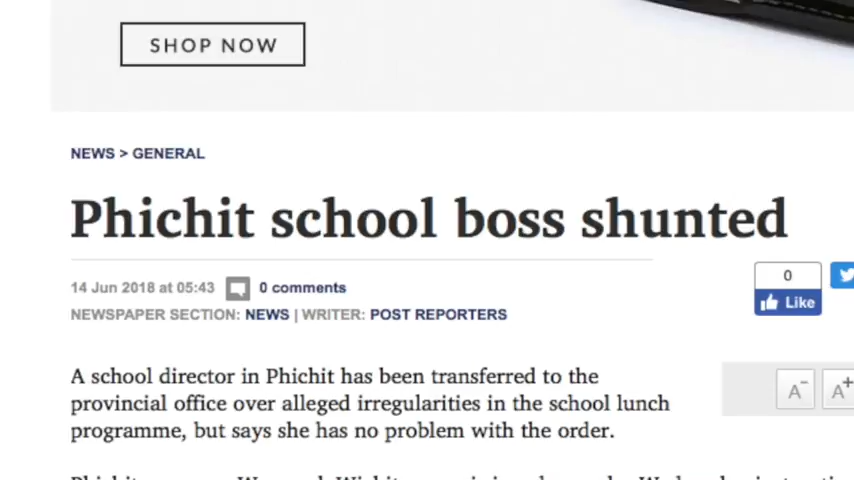 SHOP NOW
NEWS > GENERAL
Phichit school boss shunted
14 Jun 2018 at 05:43 0 comments
NEWSPAPER SECTION: NEWS | WRITER: POST REPORTERS
0
Like
A school director in Phichit has been transferred to the
provincial office over alleged irregularities in the school lunch
programme, but says she has no problem with the order.
A- A+